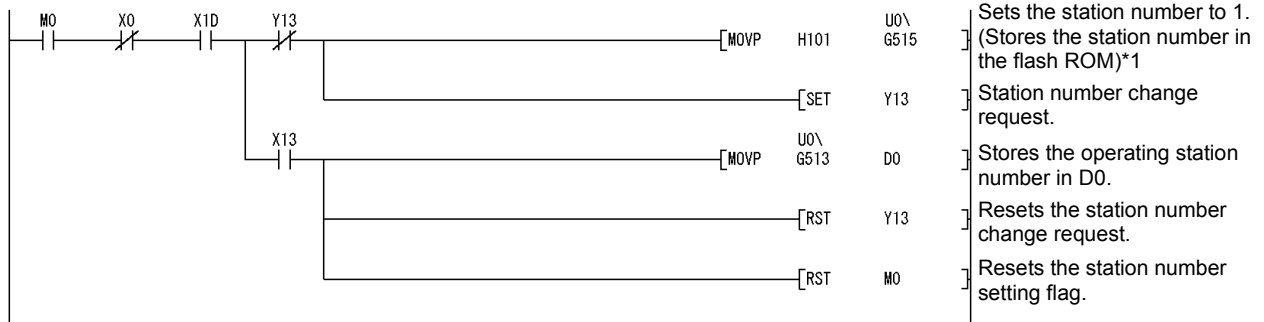 M0 X0 X1D Y13 U0\
[MOVP H101 G515 ] Sets the station number to 1.
(Stores the station number in
the flash ROM)*1
[SET Y13 ] Station number change
request.
X13 U0\
[MOVP G513 D0 ] Stores the operating station
number in D0.
[RST Y13 ] Resets the station number
change request.
[RST M0 ] Resets the station number
setting flag.